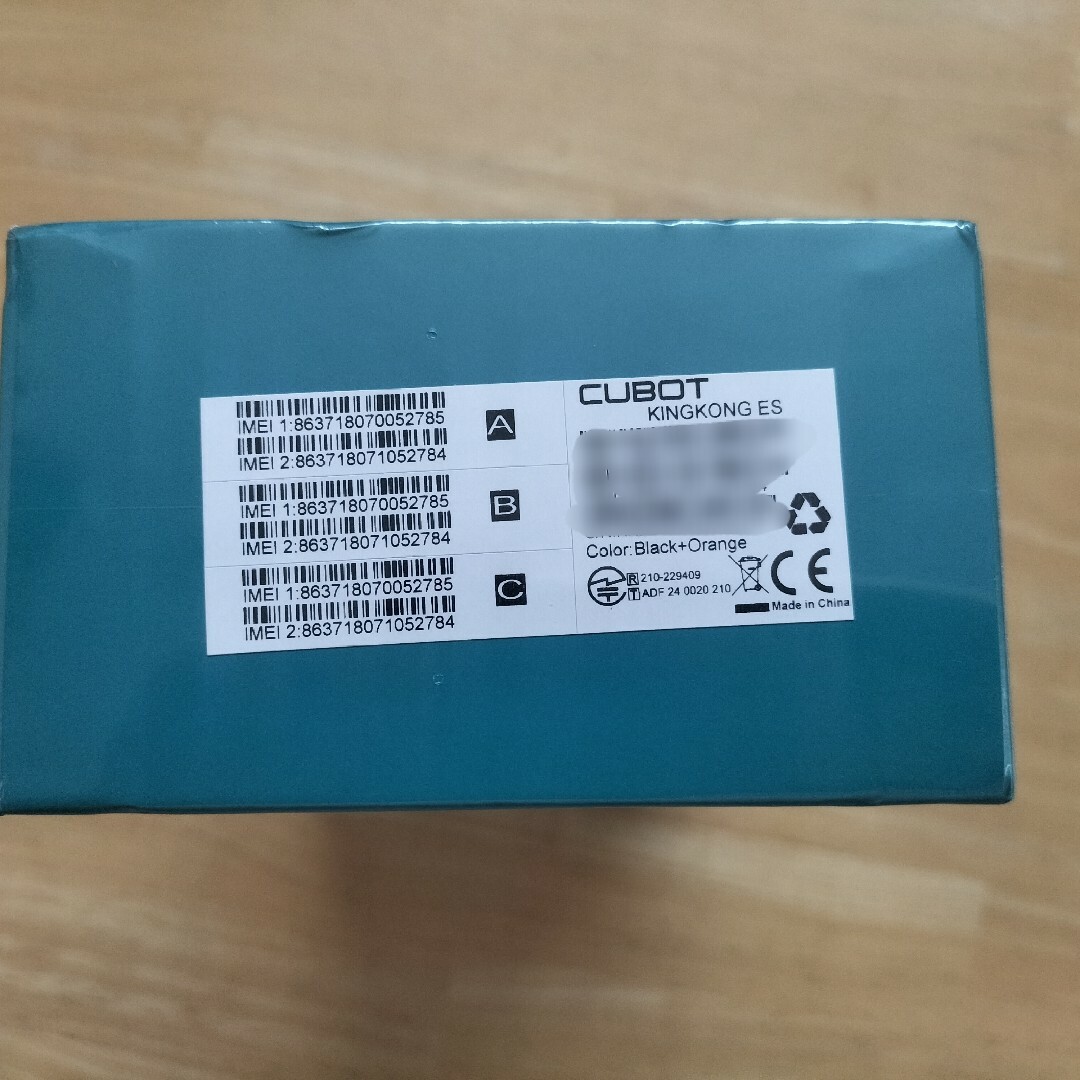 IMEI 1:863718070052785
IMEI 2:863718071052784
A
IMEI 1:863718070052785
IMEI 2:863718071052784
B
IMEI 1:863718070052785
IMEI 2:863718071052784
C
CUBOT
KINGKONG ES
Color:Black+Orange
R 210-229409
T ADF 24 0020 210
CE
Made in China